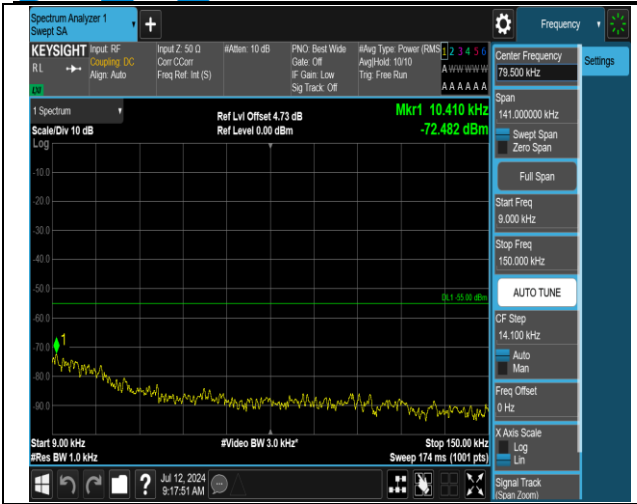 Spectrum Analyzer 1
Swept SA
Frequency
KEYSIGHT
RL
Input: RF
Coupling: DC
Align: Auto
Input Z: 50 Ω
Corr CCorr
Freq Ref: Int (S)
#Atten: 10 dB
PNO: Best Wide
Gate: Off
IF Gain: Low
Sig Track: Off
#Avg Type: Power (RMS
Avg|Hold: 10/10
Trig: Free Run
1 2 3 4 5 6
A W W W W W
A A A A A A
1 Spectrum
Scale/Div 10 dB
Log
Ref Lvl Offset 4.73 dB
Ref Level 0.00 dBm
Mkr1 10.410 kHz
-72.482 dBm
-10.0
-20.0
-30.0
-40.0
-50.0
DL1 -55.00 dBm
-60.0
-70.0
1
-80.0
-90.0
Start 9.00 kHz
#Res BW 1.0 kHz
#Video BW 3.0 kHz*
Stop 150.00 kHz
Sweep 174 ms (1001 pts)
Jul 12, 2024
9:17:51 AM
?
Center Frequency
79.500 kHz
Settings
Span
141.000000 kHz
Swept Span
Zero Span
Full Span
Start Freq
9.000 kHz
Stop Freq
150.000 kHz
AUTO TUNE
CF Step
14.100 kHz
Auto
Man
Freq Offset
0 Hz
X Axis Scale
Log
Lin
Signal Track
(Span Zoom)